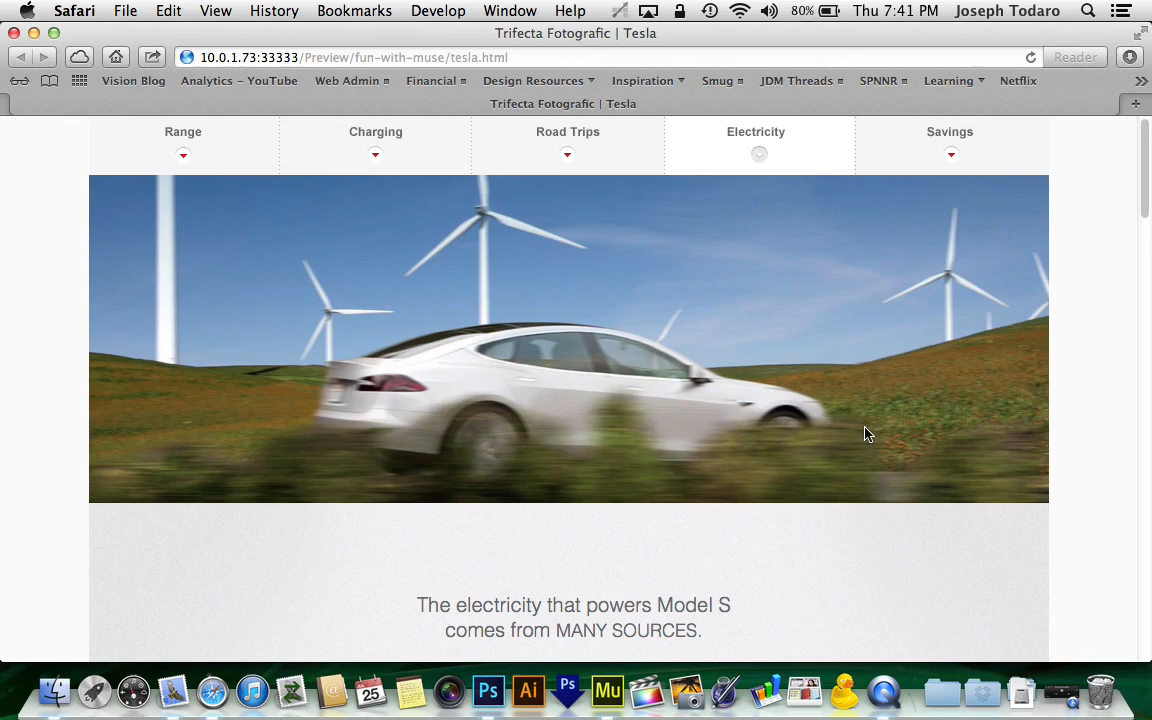 Safari File Edit View History Bookmarks Develop Window Help 80% Thu 7:41 PM Joseph Todaro
Trifecta Fotografic | Tesla
10.0.1.73:33333/Preview/fun-with-muse/tesla.html Reader
Vision Blog Analytics - YouTube Web Admin Financial Design Resources Inspiration Smug JDM Threads SPNNR Learning Netflix
Trifecta Fotografic | Tesla
Range Charging Road Trips Electricity Savings
The electricity that powers Model S
comes from MANY SOURCES.
25 Ps Ai Ps Mu